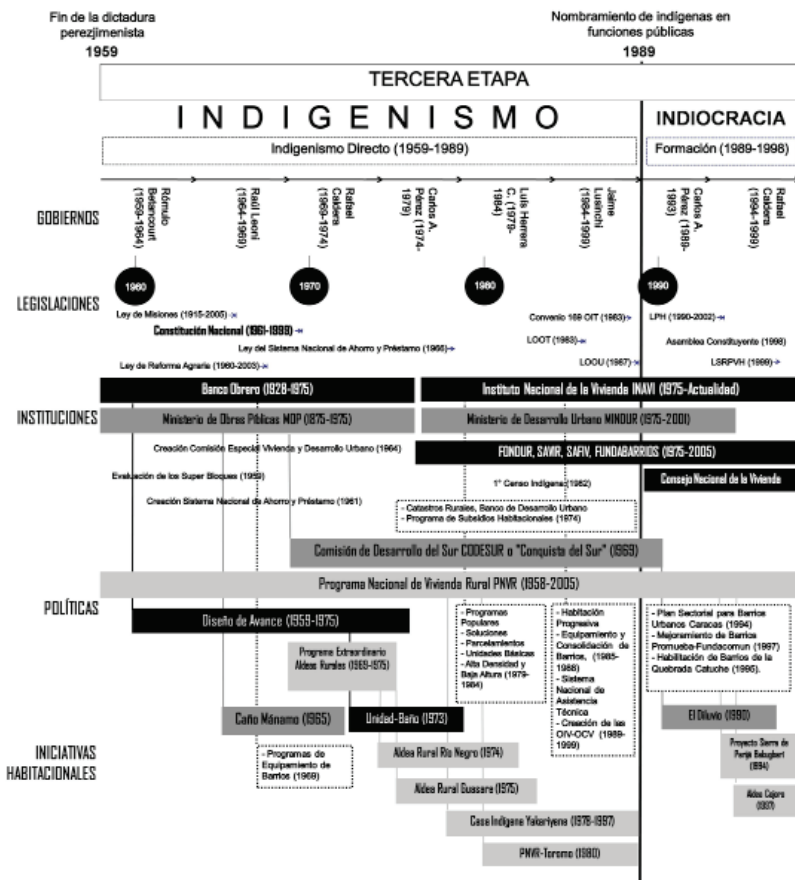 Fin de la dictadura
perezjimenista
1959
Nombramiento de indígenas en
funciones públicas
1989
TERCERA ETAPA
INDIGENISMO
INDIOCRACIA
Indigenismo Directo (1959-1989)
Formación (1989-1998)
GOBIERNOS
Rómulo
Betancourt
(1959-1964)
Raúl Leoni
(1964-1969)
Rafael
Caldera
(1969-1974)
Carlos A.
Pérez (1974-
1979)
Luis Herrera
C. (1979-
1984)
Jaime
Lusinchi
(1984-1999)
Carlos A.
Pérez (1989-
1993)
Rafael
Caldera
(1994-1999)
1960
1970
1980
1990
LEGISLACIONES
Ley de Misiones (1915-2005)
Constitución Nacional (1961-1999)
Ley del Sistema Nacional de Ahorro y Préstamo (1966)
Ley de Reforma Agraria (1960-2003)
Convenio 169 OIT (1983)
LOOT (1983)
LOOU (1987)
LPH (1990-2002)
Asamblea Constituyente (1998)
LSRPVH (1999)
INSTITUCIONES
Banco Obrero (1928-1975)
Instituto Nacional de la Vivienda INAVI (1975-Actualidad)
Ministerio de Obras Públicas MOP (1875-1975)
Ministerio de Desarrollo Urbano MINDUR (1975-2001)
Creación Comisión Especial Vivienda y Desarrollo Urbano (1964)
FONDUR, SAVIR, SAFIV, FUNDABARRIOS (1975-2005)
Evaluación de los Super Bloques (1959)
1° Censo Indígena (1982)
Consejo Nacional de la Vivienda
Creación Sistema Nacional de Ahorro y Préstamo (1961)
- Catastros Rurales, Banco de Desarrollo Urbano
- Programa de Subsidios Habitacionales (1974)
Comisión de Desarrollo del Sur CODESUR o "Conquista del Sur" (1969)
Programa Nacional de Vivienda Rural PNVR (1958-2005)
POLÍTICAS
Diseño de Avance (1959-1975)
Programa Extraordinario
Aldeas Rurales (1969-1975)
- Programas
Populares
- Soluciones
- Parcelamientos
- Unidades Básicas
- Alta Densidad y
Baja Altura (1979-
1984)
- Habitación
Progresiva
- Equipamiento y
Consolidación de
Barrios, (1985-
1988)
- Sistema
Nacional de
Asistencia
Técnica
- Creación de las
OIV-OCV (1989-
1999)
- Plan Sectorial para Barrios
Urbanos Caracas (1994)
- Mejoramiento de Barrios
Promueba-Fundacomun (1997)
- Habilitación de Barrios de la
Quebrada Catuche (1995).
INICIATIVAS
HABITACIONALES
Caño Mánamo (1965)
Unidad-Baño (1973)
El Diluvio (1990)
- Programas de
Equipamiento de
Barrios (1969)
Aldea Rural Río Negro (1974)
Proyecto Sierra de
Perijá
(1994)
Aldea Rural Guasare (1975)
Aldea Cojoro
(1997)
Casa Indígena Yakariyene (1978-1997)
PNVR-Toromo (1980)